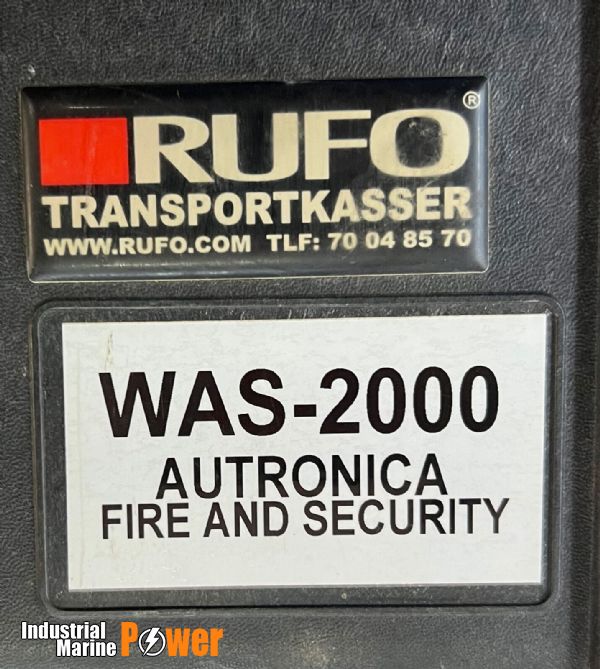 RUFO®
TRANSPORTKASSER
WWW.RUFO.COM TLF: 70 04 85 70
WAS-2000
AUTRONICA
FIRE AND SECURITY
Industrial
Marine Power